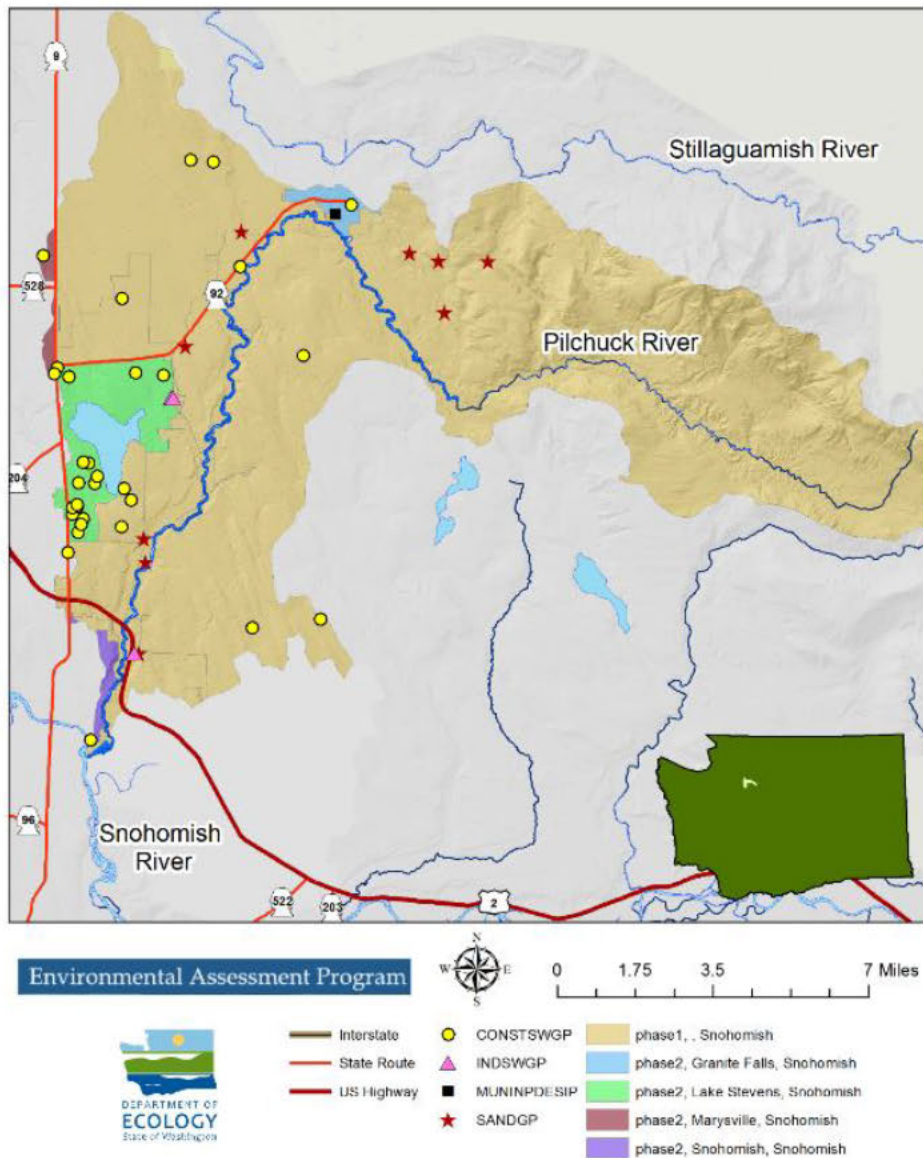 9
Stillaguamish River
528
92
Pilchuck River
204
Snohomish
River
96
522
203
2
Environmental Assessment Program
N
W E
S
0 1.75 3.5 7 Miles
Interstate
State Route
US Highway
CONSTSWGP
INDSWGP
MUNINPDESIP
SANDGP
phase1, . Snohomish
phase2, Granite Falls, Snohomish
phase2, Lake Stevens, Snohomish
phase2, Marysville, Snohomish
phase2, Snohomish, Snohomish
DEPARTMENT OF
ECOLOGY
State of Washington